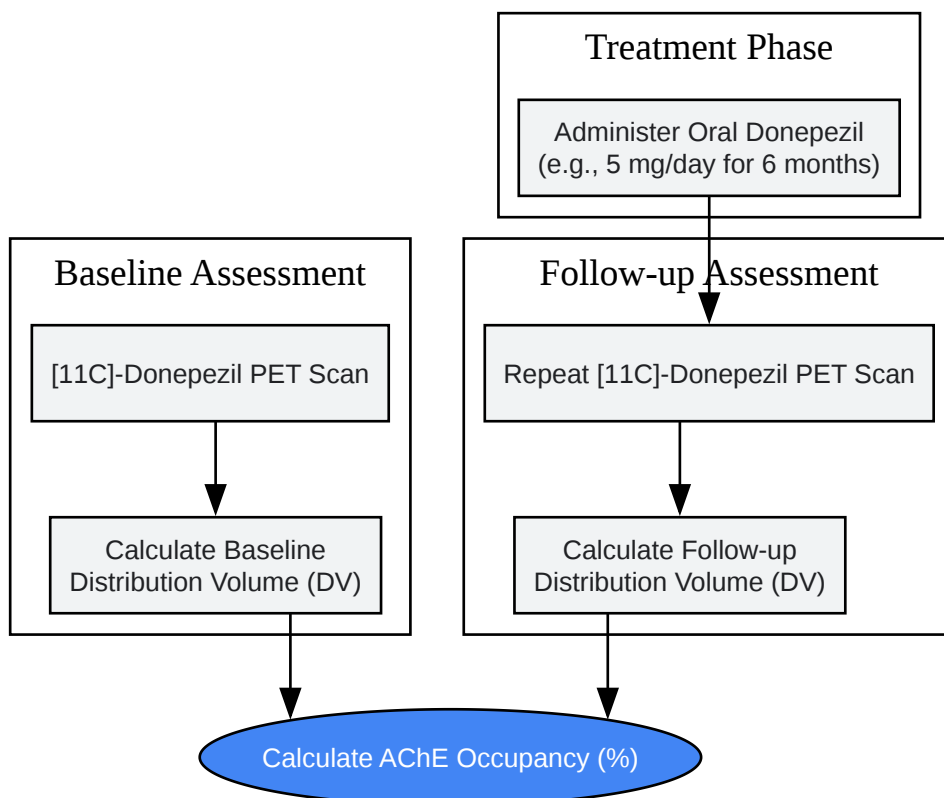 Treatment Phase
Administer Oral Donepezil
(e.g., 5 mg/day for 6 months)
Baseline Assessment
[11C]-Donepezil PET Scan
Calculate Baseline
Distribution Volume (DV)
Follow-up Assessment
Repeat [11C]-Donepezil PET Scan
Calculate Follow-up
Distribution Volume (DV)
Calculate AChE Occupancy (%)